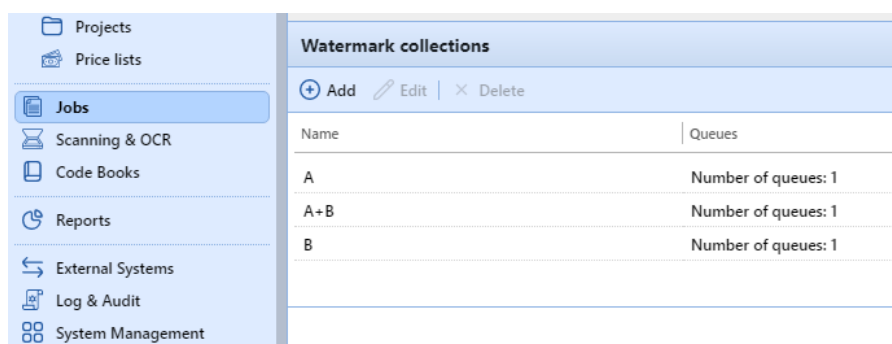 Projects
Price lists
Jobs
Scanning & OCR
Code Books
Reports
External Systems
Log & Audit
System Management
Watermark collections
Add Edit Delete
Name Queues
A Number of queues: 1
A+B Number of queues: 1
B Number of queues: 1